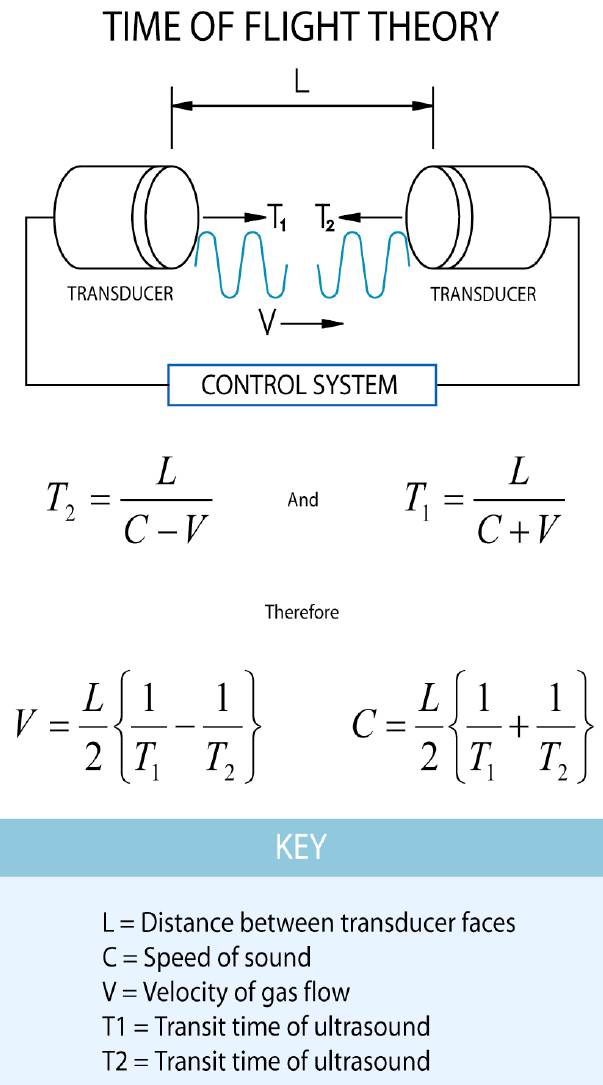 TIME OF FLIGHT THEORY
L
T₁ T₂
TRANSDUCER TRANSDUCER
V
CONTROL SYSTEM
T₂ = L / (C − V) And T₁ = L / (C + V)
Therefore
V = L/2 {1/T₁ − 1/T₂} C = L/2 {1/T₁ + 1/T₂}
KEY
L = Distance between transducer faces
C = Speed of sound
V = Velocity of gas flow
T1 = Transit time of ultrasound
T2 = Transit time of ultrasound